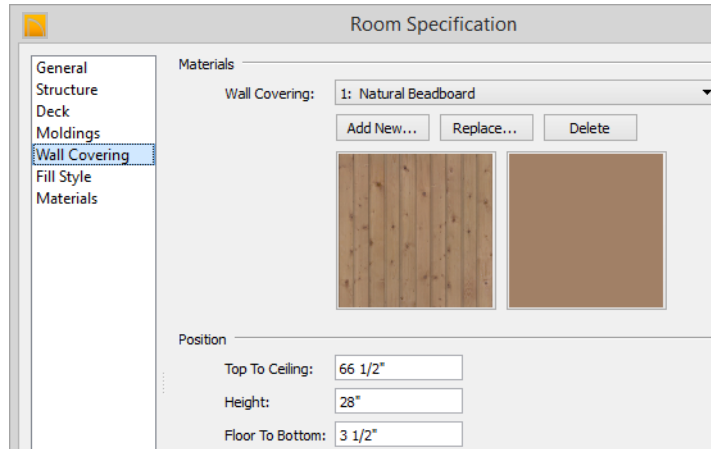 Room Specification
General
Structure
Deck
Moldings
Wall Covering
Fill Style
Materials
Materials
Wall Covering: 1: Natural Beadboard
Add New... Replace... Delete
Position
Top To Ceiling: 66 1/2"
Height: 28"
Floor To Bottom: 3 1/2"